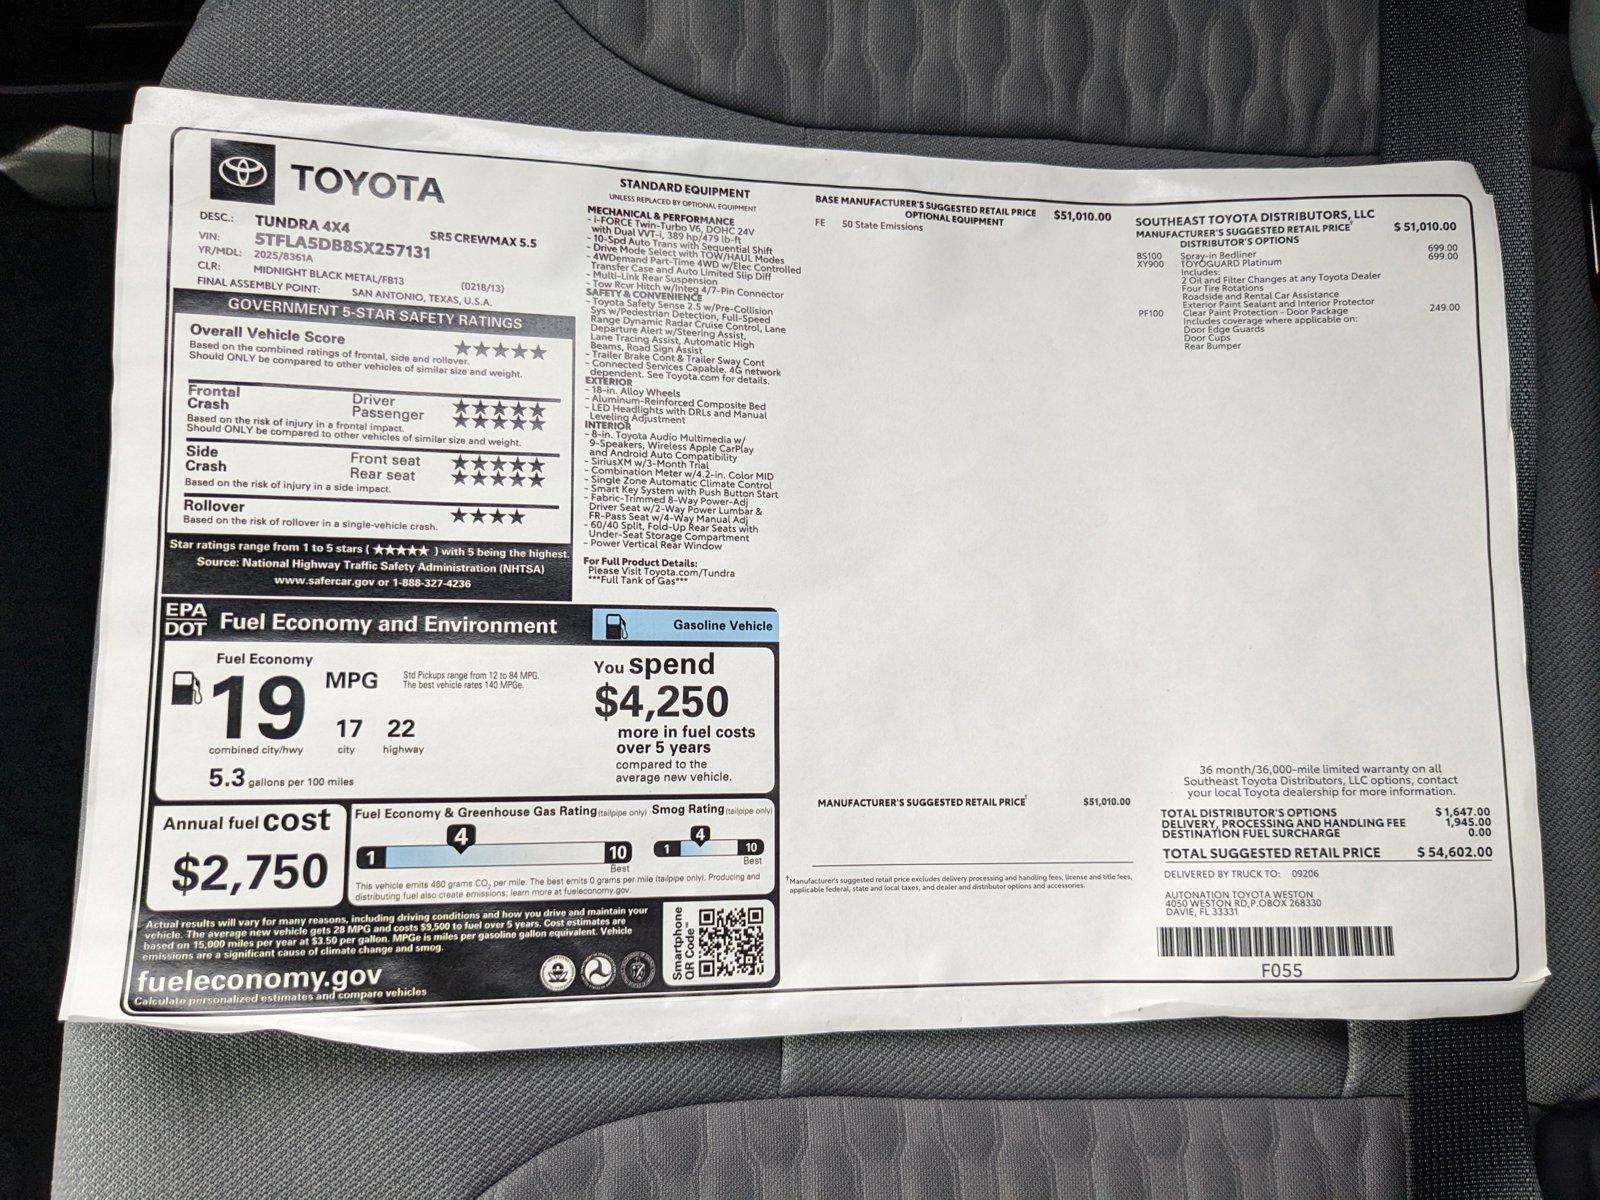 TOYOTA
DESC.: TUNDRA 4X4 SR5 CREWMAX 5.5
VIN: 5TFLA5DB8SX257131
YR/MDL: 2025/8361A
CLR: MIDNIGHT BLACK METAL/FB13 (0218/13)
FINAL ASSEMBLY POINT: SAN ANTONIO, TEXAS, U.S.A.
GOVERNMENT 5-STAR SAFETY RATINGS
Overall Vehicle Score ★★★★★
Based on the combined ratings of frontal, side and rollover.
Should ONLY be compared to other vehicles of similar size and weight.
Frontal Driver ★★★★★
Crash Passenger ★★★★★
Based on the risk of injury in a frontal impact.
Should ONLY be compared to other vehicles of similar size and weight.
Side Front seat ★★★★★
Crash Rear seat ★★★★★
Based on the risk of injury in a side impact.
Rollover ★★★★
Based on the risk of rollover in a single-vehicle crash.
Star ratings range from 1 to 5 stars (★★★★★) with 5 being the highest.
Source: National Highway Traffic Safety Administration (NHTSA)
www.safercar.gov or 1-888-327-4236
STANDARD EQUIPMENT
UNLESS REPLACED BY OPTIONAL EQUIPMENT
MECHANICAL & PERFORMANCE
- i-FORCE Twin-Turbo V6, DOHC 24V
with Dual VVT-i, 389 hp/479 lb-ft
- 10-Spd Auto Trans with Sequential Shift
- Drive Mode Select with TOW/HAUL Modes
- 4WDemand Part-Time 4WD w/Elec Controlled
Transfer Case and Auto Limited Slip Diff
- Multi-Link Rear Suspension
- Tow Rcvr Hitch w/Integ 4/7-Pin Connector
SAFETY & CONVENIENCE
- Toyota Safety Sense 2.5 w/Pre-Collision
Sys w/Pedestrian Detection, Full-Speed
Range Dynamic Radar Cruise Control, Lane
Departure Alert w/Steering Assist,
Lane Tracing Assist, Automatic High
Beams, Road Sign Assist
- Trailer Brake Cont & Trailer Sway Cont
- Connected Services Capable. 4G network
dependent. See Toyota.com for details.
EXTERIOR
- 18-in. Alloy Wheels
- Aluminum-Reinforced Composite Bed
- LED Headlights with DRLs and Manual
Leveling Adjustment
INTERIOR
- 8-in. Toyota Audio Multimedia w/
9-Speakers, Wireless Apple CarPlay
and Android Auto Compatibility
- SiriusXM w/3-Month Trial
- Combination Meter w/4.2-in. Color MID
- Single Zone Automatic Climate Control
- Smart Key System with Push Button Start
- Fabric-Trimmed 8-Way Power-Adj
Driver Seat w/2-Way Power Lumbar &
FR-Pass Seat w/4-Way Manual Adj
- 60/40 Split, Fold-Up Rear Seats with
Under-Seat Storage Compartment
- Power Vertical Rear Window
For Full Product Details:
Please Visit Toyota.com/Tundra
***Full Tank of Gas***
BASE MANUFACTURER'S SUGGESTED RETAIL PRICE $51,010.00
OPTIONAL EQUIPMENT
FE 50 State Emissions
MANUFACTURER'S SUGGESTED RETAIL PRICE† $51,010.00
†Manufacturer's suggested retail price excludes delivery processing and handling fees, license and title fees,
applicable federal, state and local taxes, and dealer and distributor options and accessories.
SOUTHEAST TOYOTA DISTRIBUTORS, LLC
MANUFACTURER'S SUGGESTED RETAIL PRICE† $ 51,010.00
DISTRIBUTOR'S OPTIONS
BS100 Spray-in Bedliner 699.00
XY900 TOYOGUARD Platinum 699.00
Includes:
2 Oil and Filter Changes at any Toyota Dealer
Four Tire Rotations
Roadside and Rental Car Assistance
Exterior Paint Sealant and Interior Protector
PF100 Clear Paint Protection - Door Package 249.00
Includes coverage where applicable on:
Door Edge Guards
Door Cups
Rear Bumper
36 month/36,000-mile limited warranty on all
Southeast Toyota Distributors, LLC options, contact
your local Toyota dealership for more information.
TOTAL DISTRIBUTOR'S OPTIONS $ 1,647.00
DELIVERY, PROCESSING AND HANDLING FEE 1,945.00
DESTINATION FUEL SURCHARGE 0.00
TOTAL SUGGESTED RETAIL PRICE $ 54,602.00
DELIVERED BY TRUCK TO: 09206
AUTONATION TOYOTA WESTON
4050 WESTON RD,P.OBOX 268330
DAVIE, FL 33331
F055
EPA
DOT Fuel Economy and Environment Gasoline Vehicle
Fuel Economy
19 MPG
combined city/hwy
17 city
22 highway
5.3 gallons per 100 miles
Std Pickups range from 12 to 84 MPG.
The best vehicle rates 140 MPGe.
You spend
$4,250
more in fuel costs
over 5 years
compared to the
average new vehicle.
Annual fuel cost
$2,750
Fuel Economy & Greenhouse Gas Rating (tailpipe only)
1 4 10
Best
Smog Rating (tailpipe only)
1 4 10
Best
This vehicle emits 460 grams CO2 per mile. The best emits 0 grams per mile (tailpipe only). Producing and
distributing fuel also create emissions; learn more at fueleconomy.gov.
Actual results will vary for many reasons, including driving conditions and how you drive and maintain your
vehicle. The average new vehicle gets 28 MPG and costs $9,500 to fuel over 5 years. Cost estimates are
based on 15,000 miles per year at $3.50 per gallon. MPGe is miles per gasoline gallon equivalent. Vehicle
emissions are a significant cause of climate change and smog.
fueleconomy.gov
Calculate personalized estimates and compare vehicles
Smartphone
QR Code™